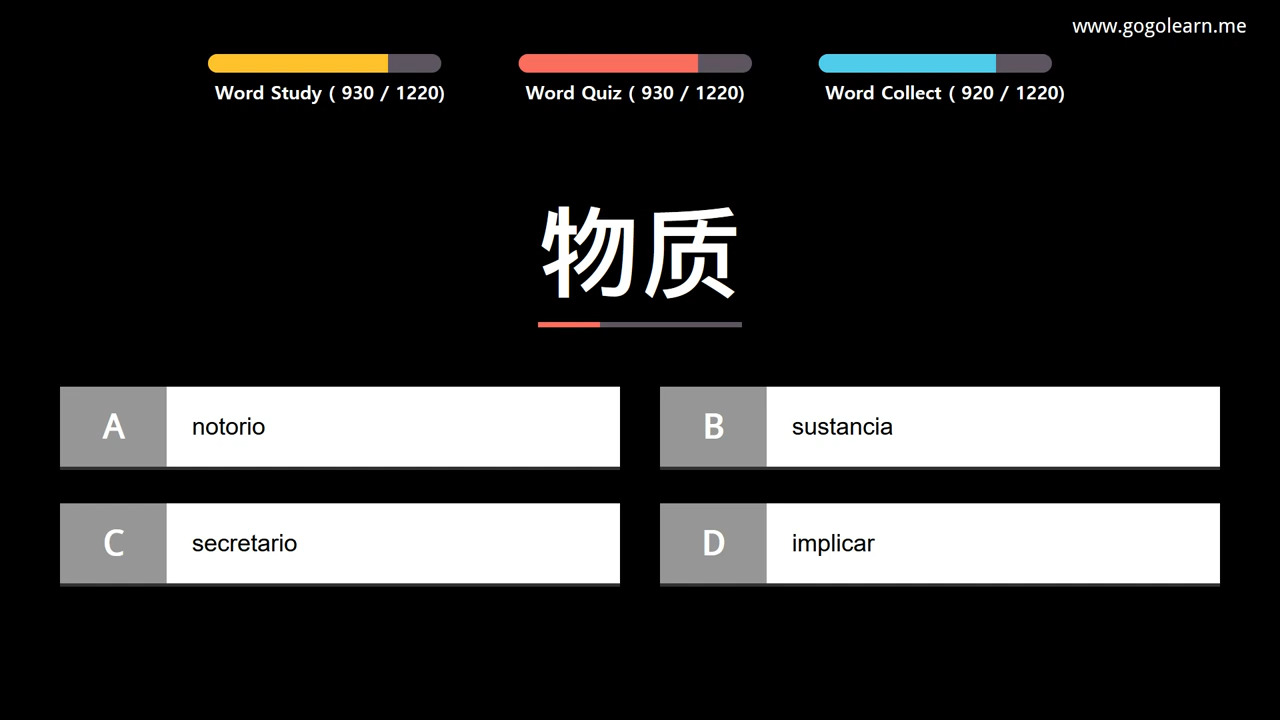 www.gogolearn.me
Word Study ( 930 / 1220)
Word Quiz ( 930 / 1220)
Word Collect ( 920 / 1220)
物质
A notorio
B sustancia
C secretario
D implicar